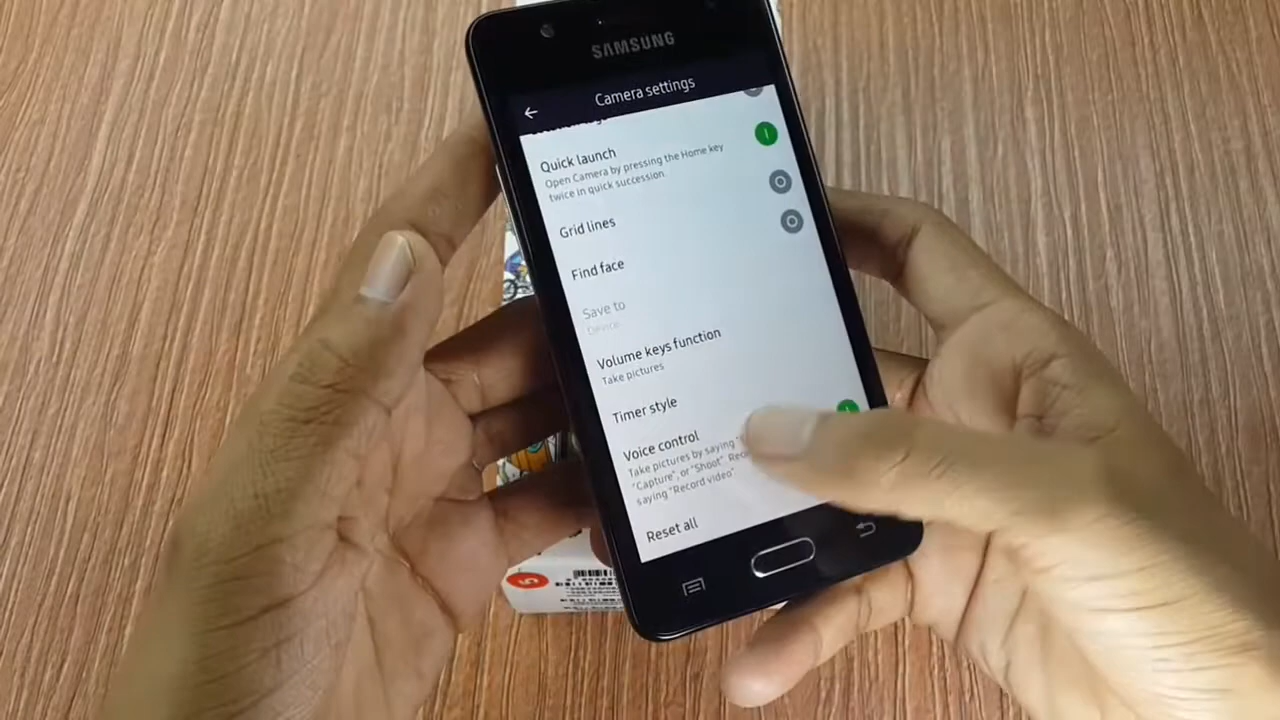 SAMSUNG
Camera settings
Quick launch
Open Camera by pressing the Home key
twice in quick succession.
Grid lines
Find face
Save to
Device
Volume keys function
Take pictures
Timer style
Voice control
Take pictures by saying
"Capture", or "Shoot".
saying "Record video"
Reset all